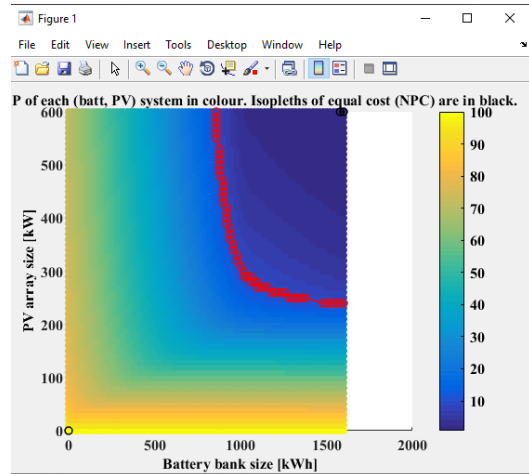 Figure 1
File Edit View Insert Tools Desktop Window Help
P of each (batt, PV) system in colour. Isopleths of equal cost (NPC) are in black.
600
500
400
300
200
100
0
PV array size [kW]
0 500 1000 1500 2000
Battery bank size [kWh]
100
90
80
70
60
50
40
30
20
10